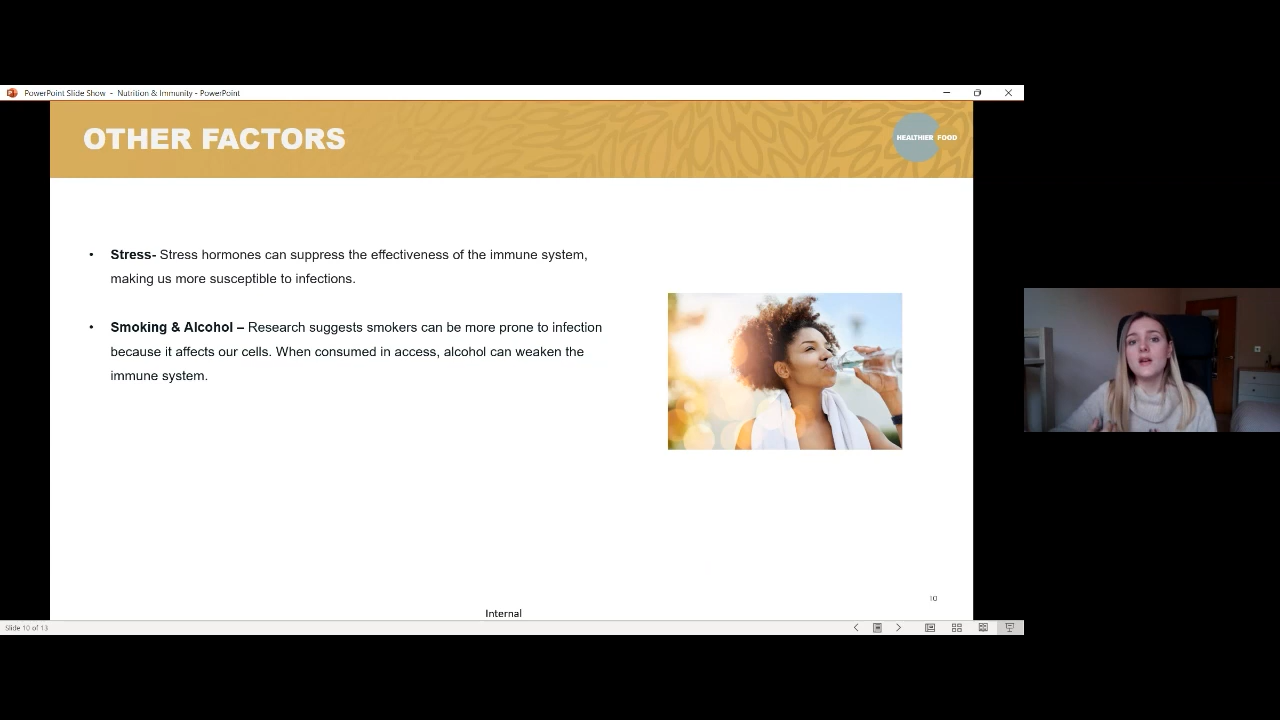 PowerPoint Slide Show - Nutrition & Immunity - PowerPoint
OTHER FACTORS
HEALTHIER FOOD
• Stress- Stress hormones can suppress the effectiveness of the immune system,
making us more susceptible to infections.
• Smoking & Alcohol – Research suggests smokers can be more prone to infection
because it affects our cells. When consumed in access, alcohol can weaken the
immune system.
10
Internal
Slide 10 of 13